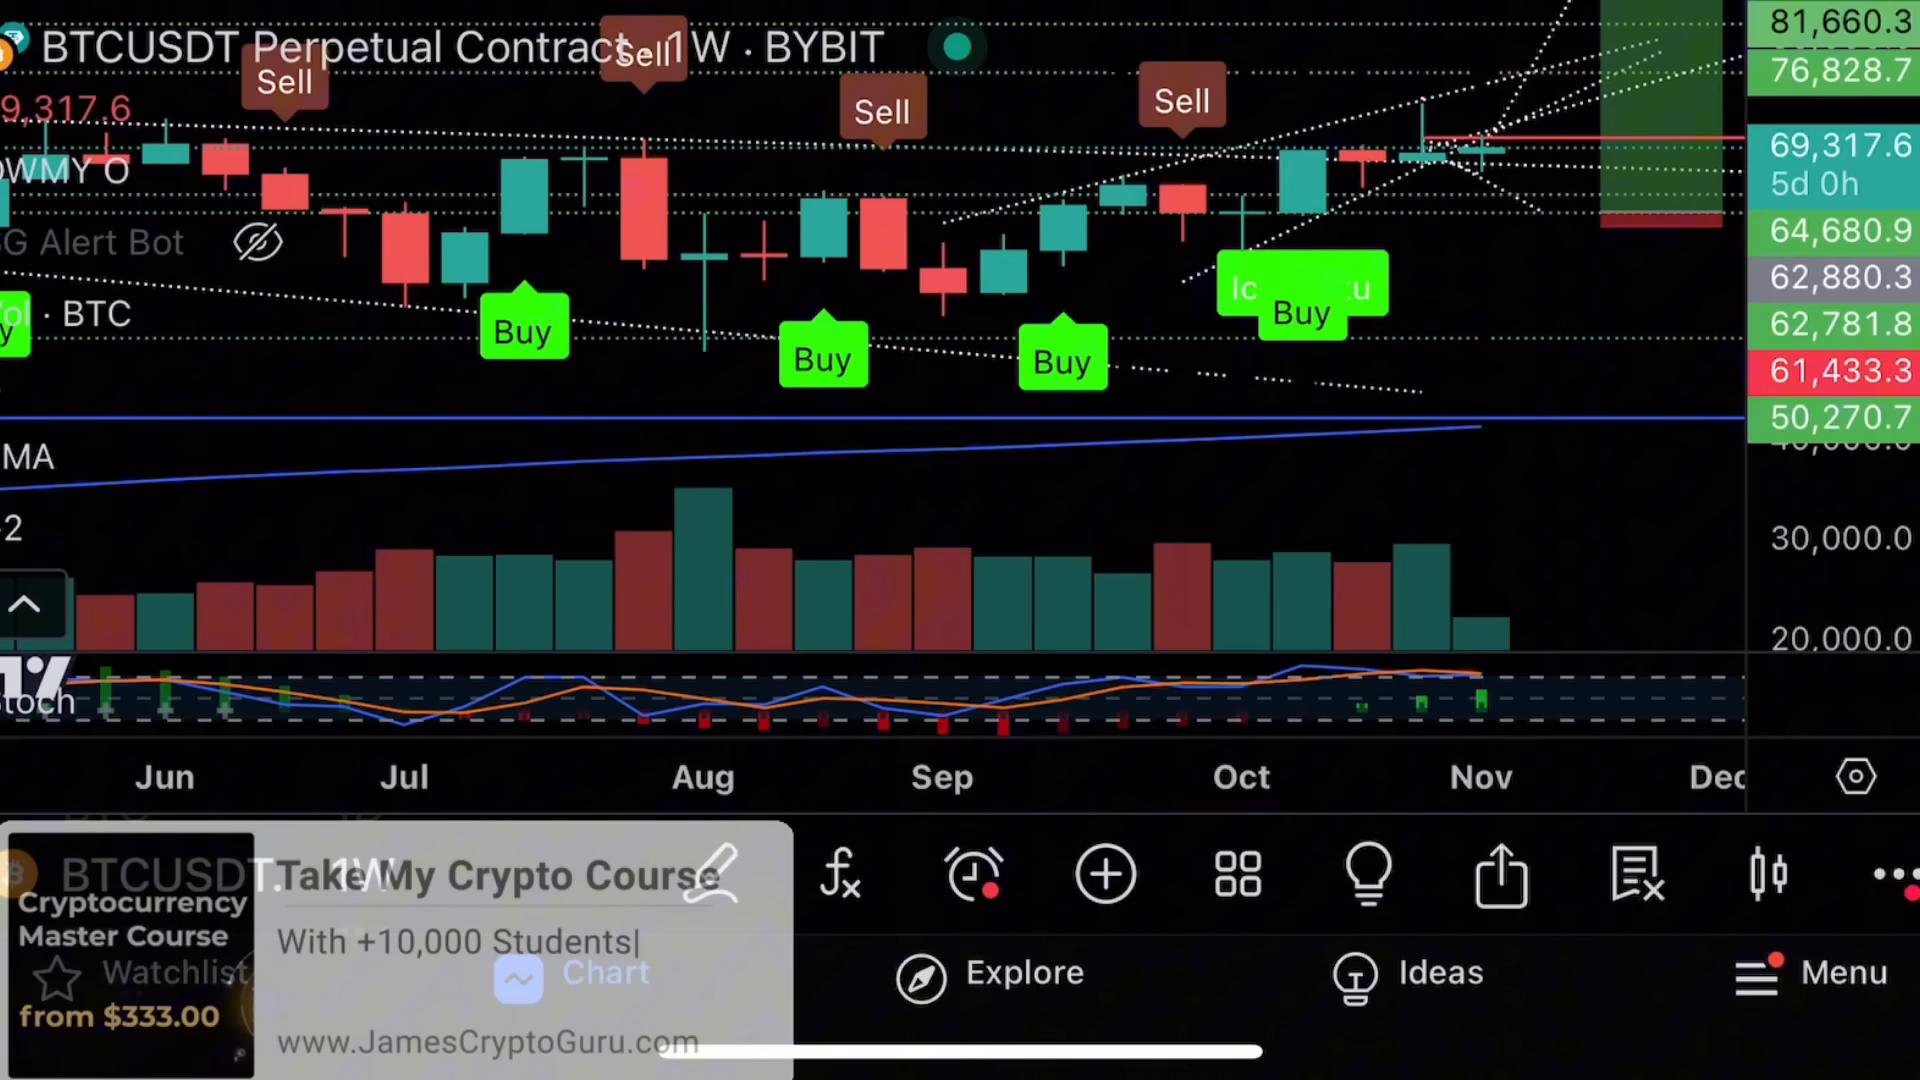 BTCUSDT Perpetual Contract · 1W · BYBIT
Sell
Sell
Sell
Sell
81,660.3
76,828.7
9,317.6
69,317.6
5d 0h
WMY O
G Alert Bot
64,680.9
62,880.3
62,781.8
61,433.3
50,270.7
· BTC
Buy
Buy
Buy
Buy
MA
2
30,000.0
20,000.0
toch
Jun
Jul
Aug
Sep
Oct
Nov
Dec
BTCUSDT. 1W
Take My Crypto Course
Cryptocurrency
Master Course
from $333.00
With +10,000 Students|
www.JamesCryptoGuru.com
Watchlist
Chart
Explore
Ideas
Menu